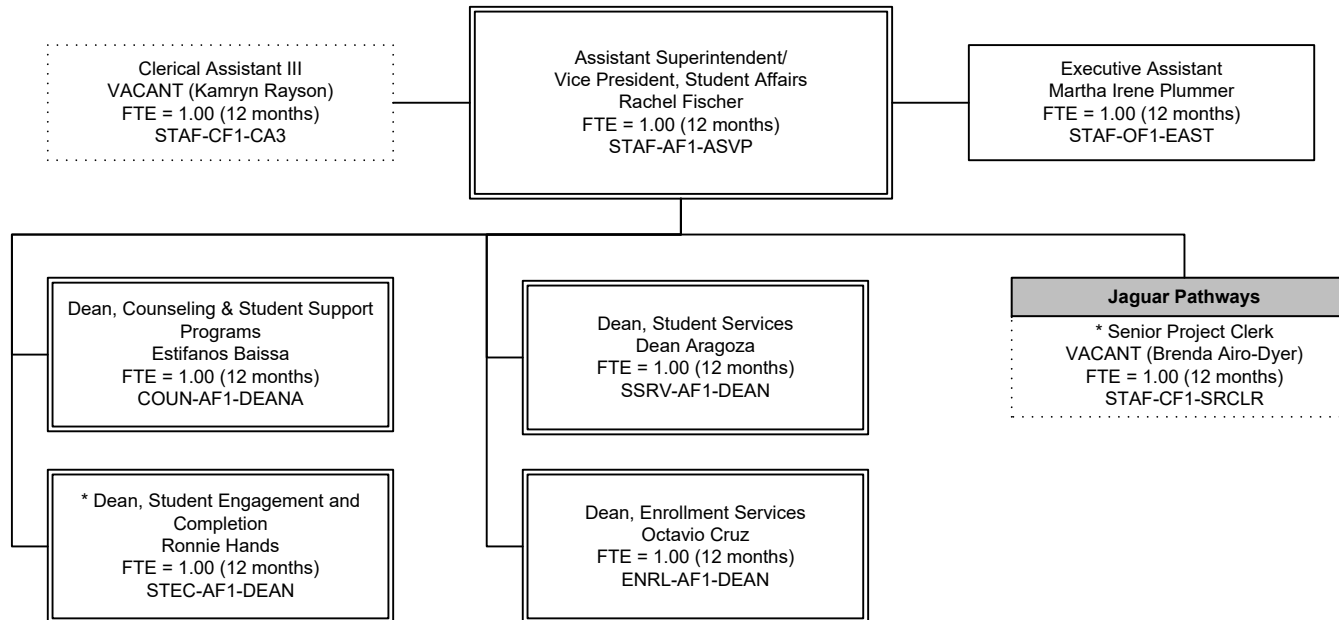 Clerical Assistant III
VACANT (Kamryn Rayson)
FTE = 1.00 (12 months)
STAF-CF1-CA3
Assistant Superintendent/
Vice President, Student Affairs
Rachel Fischer
FTE = 1.00 (12 months)
STAF-AF1-ASVP
Executive Assistant
Martha Irene Plummer
FTE = 1.00 (12 months)
STAF-OF1-EAST
Dean, Counseling & Student Support
Programs
Estifanos Baissa
FTE = 1.00 (12 months)
COUN-AF1-DEANA
Dean, Student Services
Dean Aragoza
FTE = 1.00 (12 months)
SSRV-AF1-DEAN
Jaguar Pathways
* Senior Project Clerk
VACANT (Brenda Airo-Dyer)
FTE = 1.00 (12 months)
STAF-CF1-SRCLR
* Dean, Student Engagement and
Completion
Ronnie Hands
FTE = 1.00 (12 months)
STEC-AF1-DEAN
Dean, Enrollment Services
Octavio Cruz
FTE = 1.00 (12 months)
ENRL-AF1-DEAN